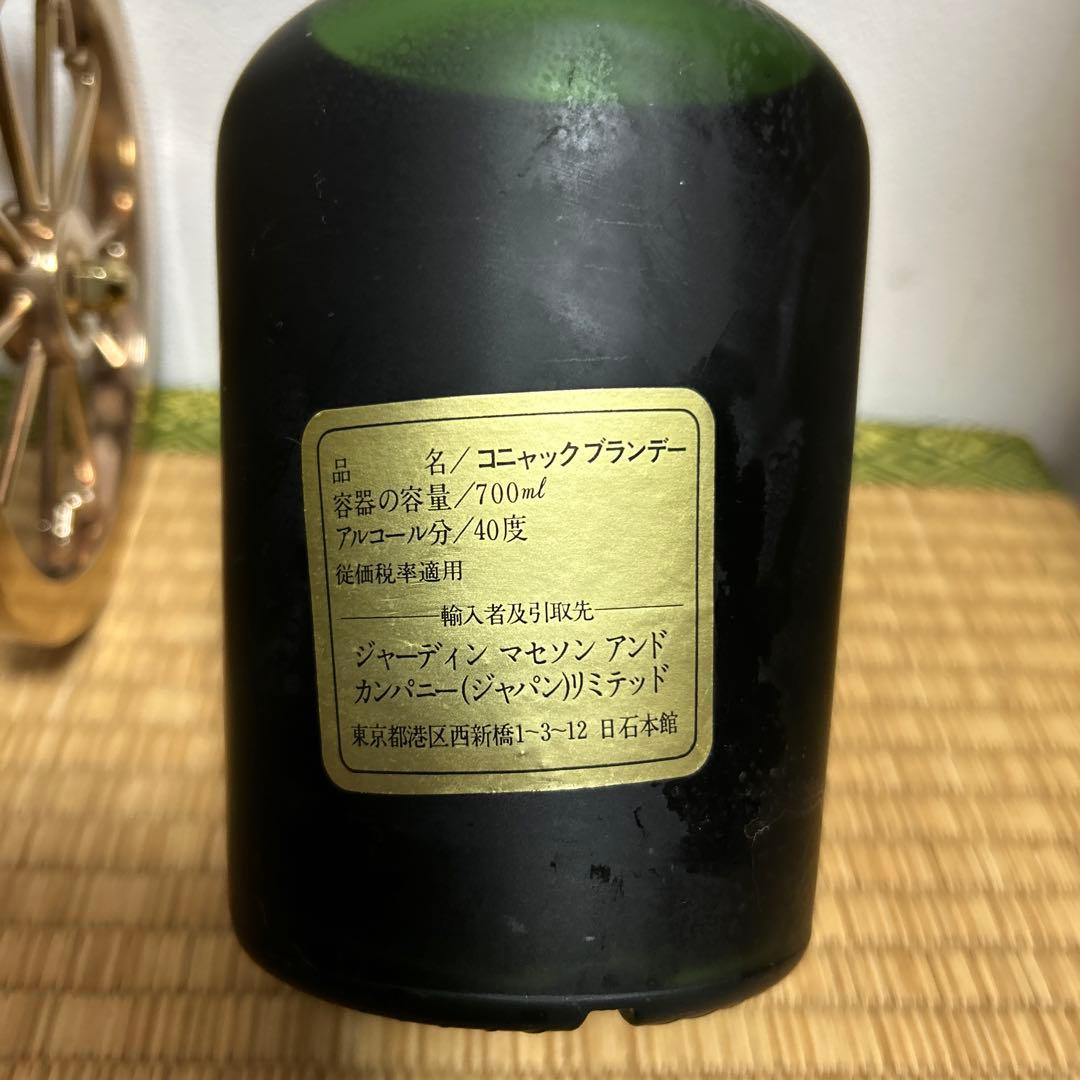 品名/コニャックブランデー
容器の容量/700ml
アルコール分/40度
従価税率適用
輸入者及引取先
ジャーディン マセソン アンド
カンパニー(ジャパン)リミテッド
東京都港区西新橋1~3~12 日石本館